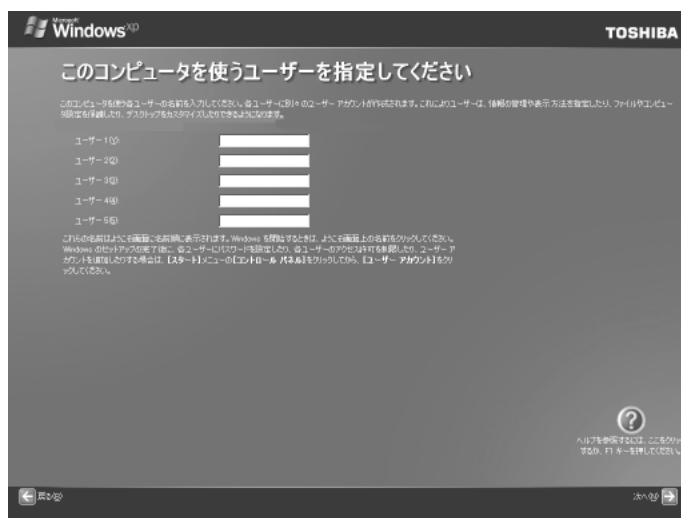 Microsoft
Windows xp
TOSHIBA
このコンピュータを使うユーザーを指定してください
このコンピュータを使う各ユーザーの名前を入力してください。各ユーザーに別々のユーザー アカウントが作成されます。これによりユーザーは、情報の管理や表示方法を指定したり、ファイルやコンピュー
タ設定を保護したり、デスクトップをカスタマイズしたりできるようになります。
ユーザー 1(Y):
ユーザー 2(2):
ユーザー 3(3):
ユーザー 4(4):
ユーザー 5(5):
これらの名前はようこそ画面に名前順に表示されます。Windows を開始するときは、ようこそ画面上の名前をクリックしてください。
Windows のセットアップの完了後に、各ユーザーにパスワードを設定したり、各ユーザーのアクセス許可を制限したり、ユーザー ア
カウントを追加したりする場合は、[スタート] メニューの [コントロール パネル] をクリックしてから、[ユーザー アカウント] をクリ
ックしてください。
ヘルプを参照するには、ここをクリッ
するか、F1 キーを押してください。
戻る(B)
次へ(N)